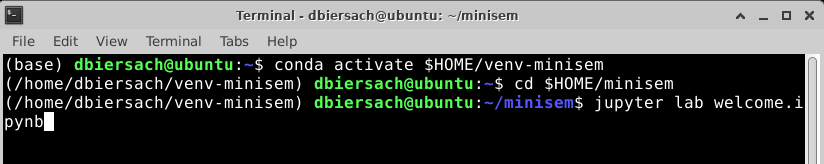 Terminal - dbiersach@ubuntu: ~/minisem
File Edit View Terminal Tabs Help
(base) dbiersach@ubuntu:~$ conda activate $HOME/venv-minisem
(/home/dbiersach/venv-minisem) dbiersach@ubuntu:~$ cd $HOME/minisem
(/home/dbiersach/venv-minisem) dbiersach@ubuntu:~/minisem$ jupyter lab welcome.i
pynb